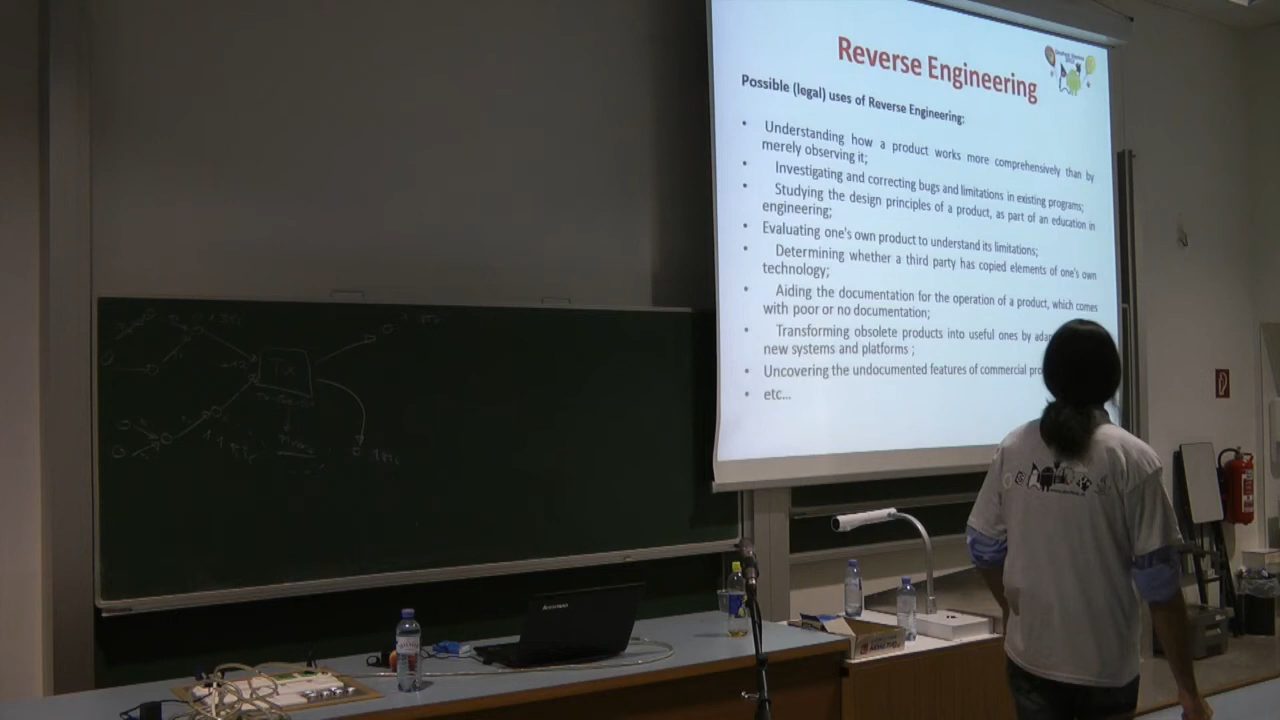 Reverse Engineering
Possible (legal) uses of Reverse Engineering:
• Understanding how a product works more comprehensively than by
merely observing it;
• Investigating and correcting bugs and limitations in existing programs;
• Studying the design principles of a product, as part of an education in
engineering;
• Evaluating one's own product to understand its limitations;
• Determining whether a third party has copied elements of one's own
technology;
• Aiding the documentation for the operation of a product, which comes
with poor or no documentation;
• Transforming obsolete products into useful ones by
new systems and platforms ;
• Uncovering the undocumented features of commercial
• etc...
Tix
lenovo